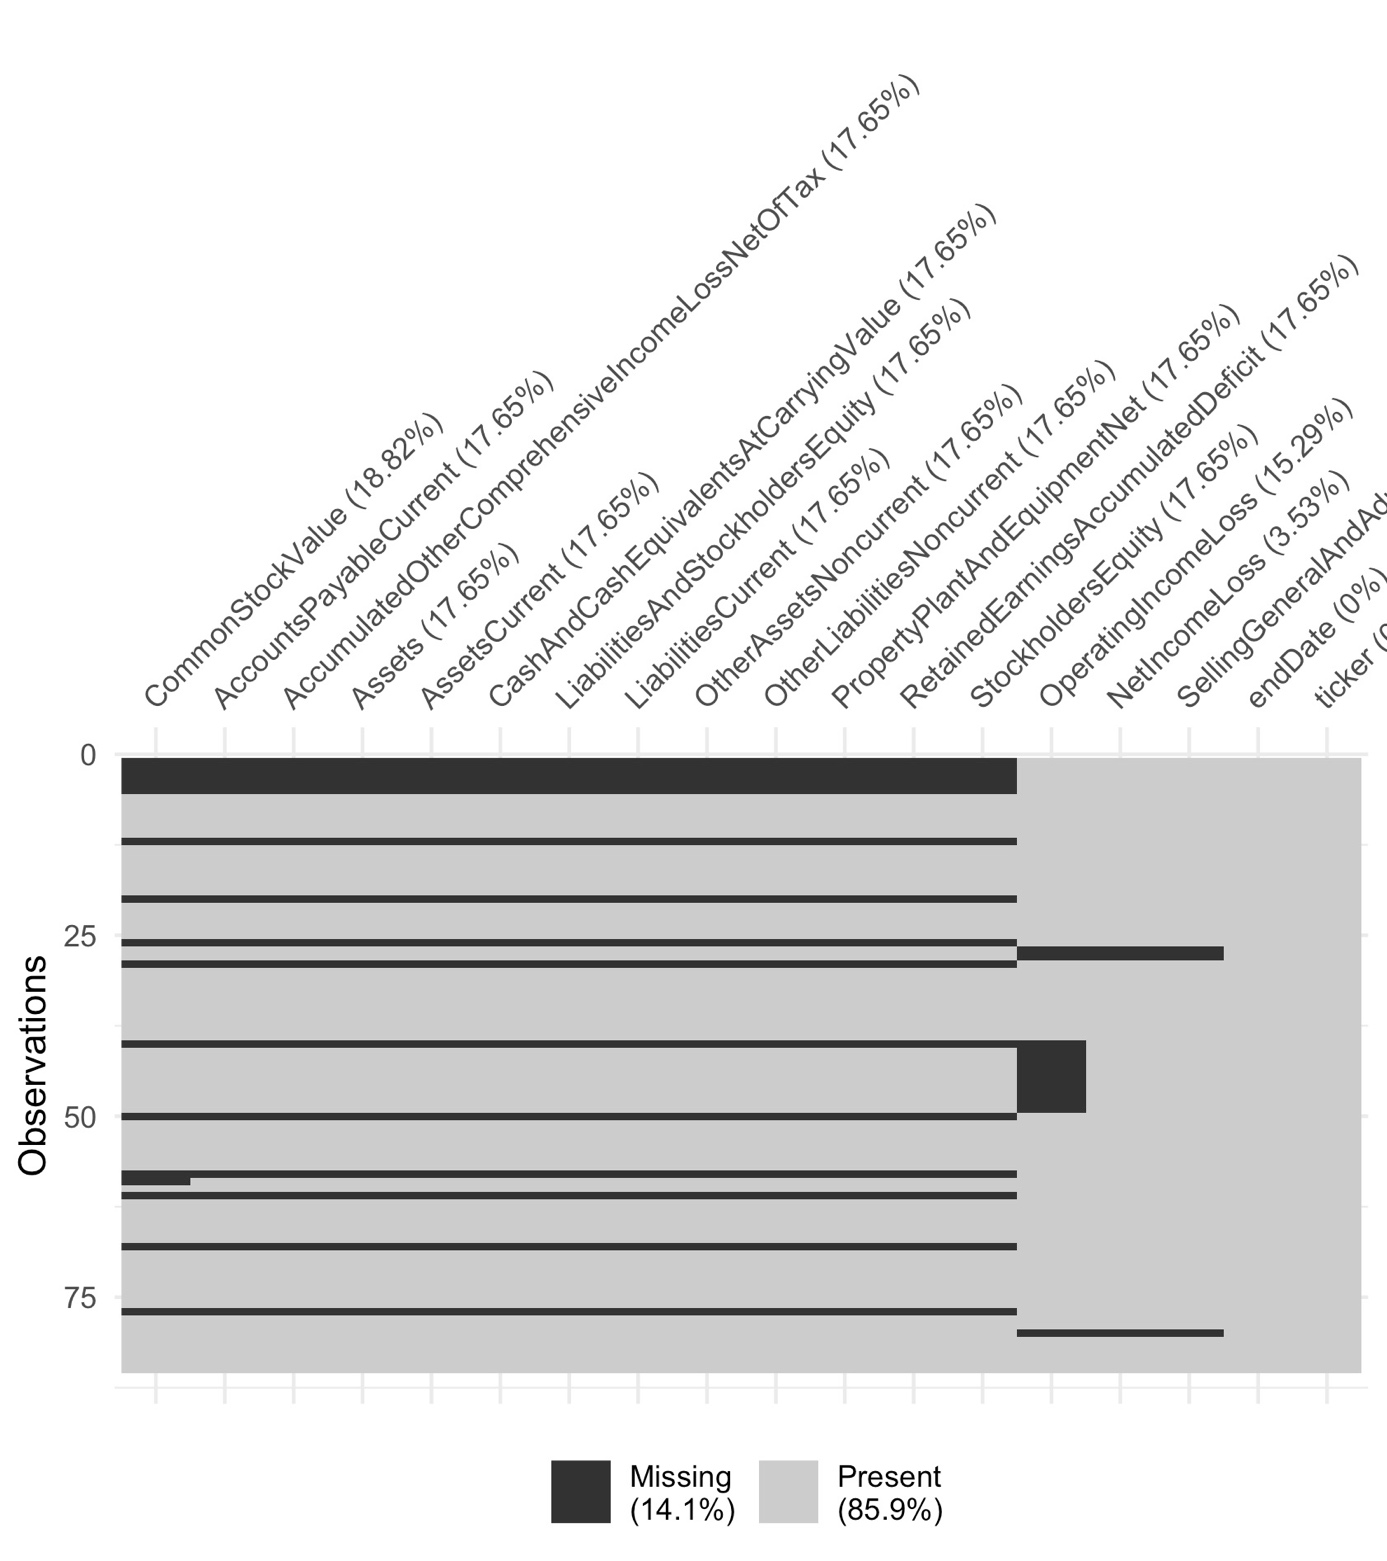 CommonStockValue (18.82%)
AccountsPayableCurrent (17.65%)
AccumulatedOtherComprehensiveIncomeLossNetOfTax (17.65%)
Assets (17.65%)
AssetsCurrent (17.65%)
CashAndCashEquivalentsAtCarryingValue (17.65%)
LiabilitiesAndStockholdersEquity (17.65%)
LiabilitiesCurrent (17.65%)
OtherAssetsNoncurrent (17.65%)
OtherLiabilitiesNoncurrent (17.65%)
PropertyPlantAndEquipmentNet (17.65%)
RetainedEarningsAccumulatedDeficit (17.65%)
StockholdersEquity (17.65%)
OperatingIncomeLoss (15.29%)
NetIncomeLoss (3.53%)
SellingGeneralAndAd
endDate (0%)
ticker (0
0
25
50
75
Observations
Missing
(14.1%)
Present
(85.9%)